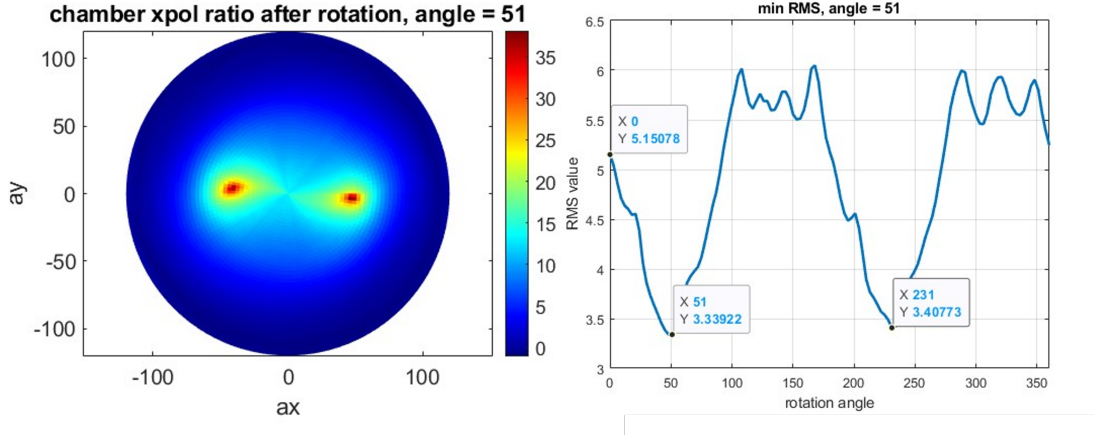 chamber xpol ratio after rotation, angle = 51
100
50
0
-50
-100
ay
-100 0 100
ax
35
30
25
20
15
10
5
0
min RMS, angle = 51
6.5
6
5.5
5
4.5
4
3.5
3
RMS value
X 0
Y 5.15078
X 51
Y 3.33922
X 231
Y 3.40773
0 50 100 150 200 250 300 350
rotation angle